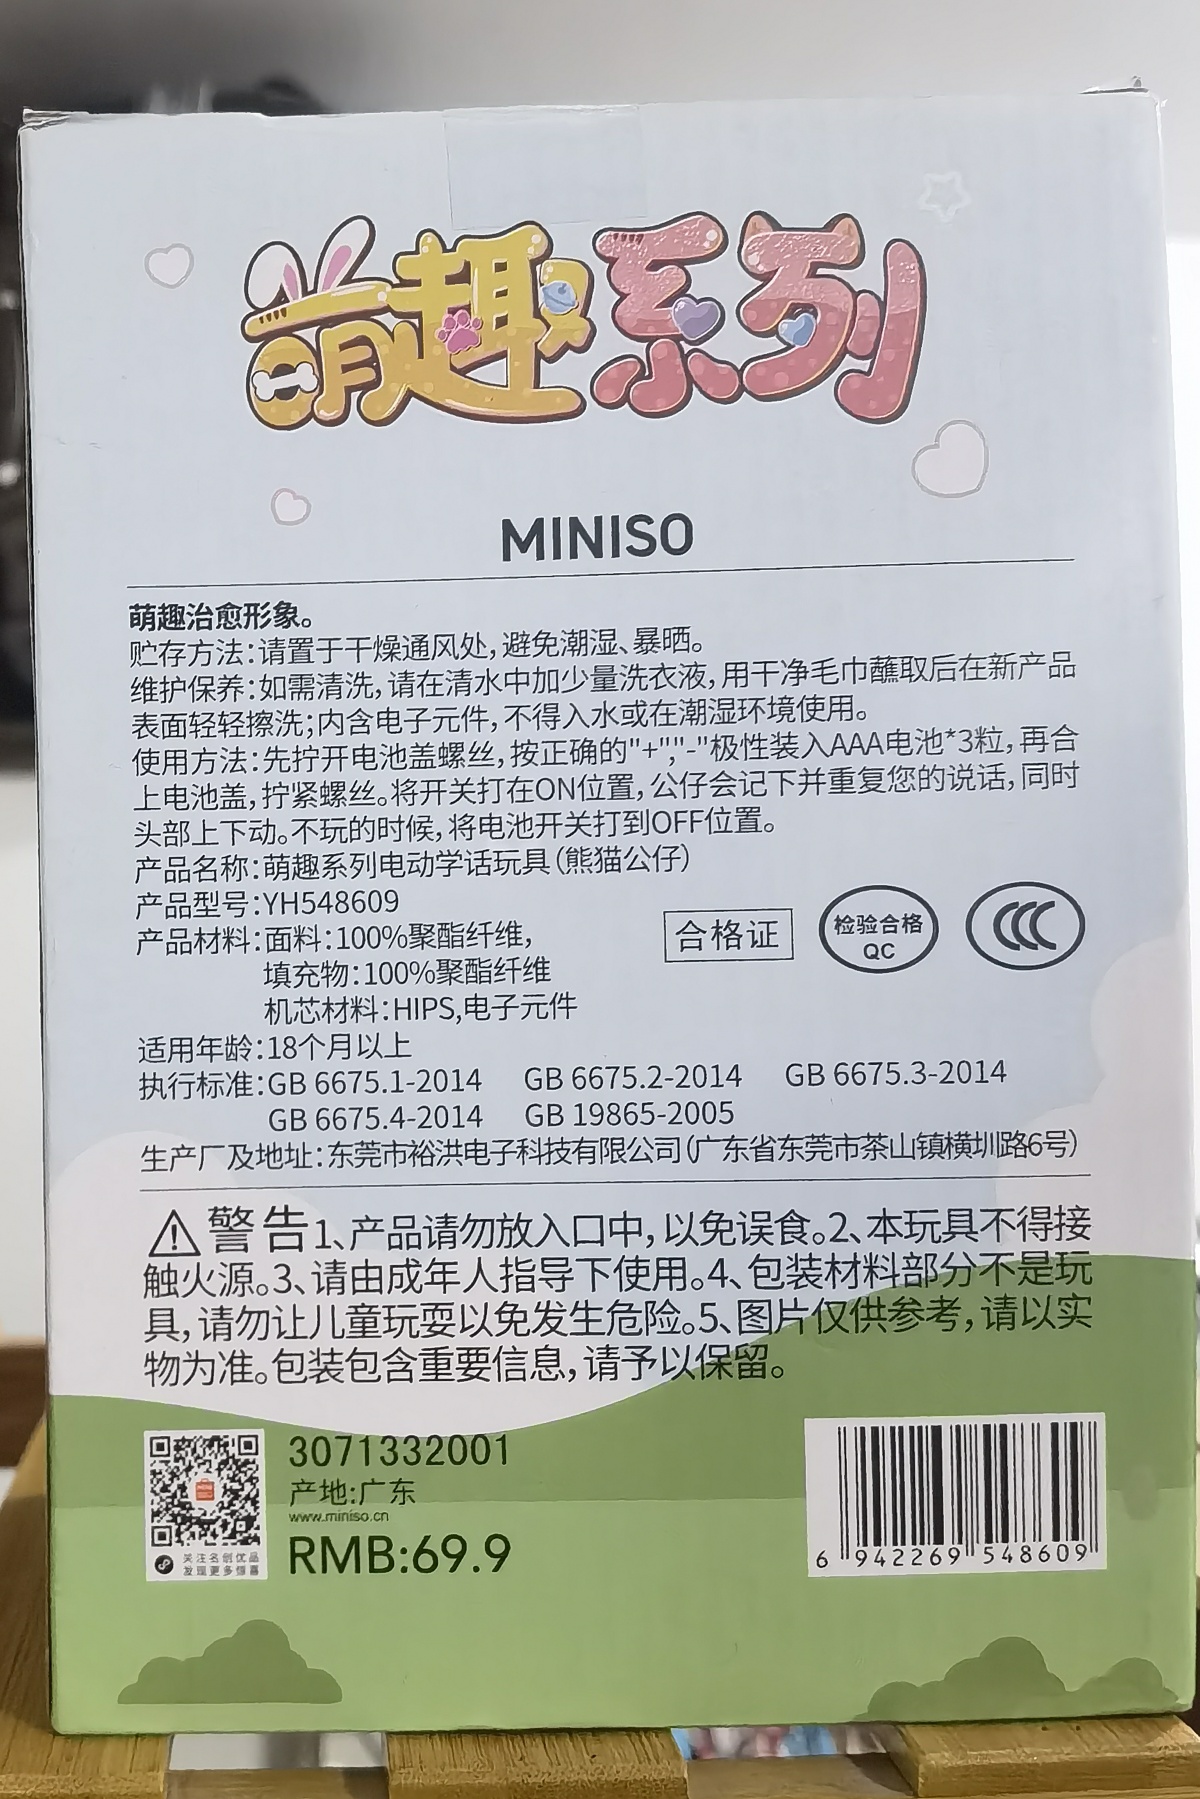 萌趣系列
MINISO
萌趣治愈形象。
贮存方法:请置于干燥通风处,避免潮湿、暴晒。
维护保养:如需清洗,请在清水中加少量洗衣液,用干净毛巾蘸取后在新产品
表面轻轻擦洗;内含电子元件,不得入水或在潮湿环境使用。
使用方法:先拧开电池盖螺丝,按正确的"+","-"极性装入AAA电池*3粒,再合
上电池盖,拧紧螺丝。将开关打在ON位置,公仔会记下并重复您的说话,同时
头部上下动。不玩的时候,将电池开关打到OFF位置。
产品名称:萌趣系列电动学话玩具(熊猫公仔)
产品型号:YH548609
产品材料:面料:100%聚酯纤维,
填充物:100%聚酯纤维
机芯材料:HIPS,电子元件
合格证
检验合格
QC
CCC
适用年龄:18个月以上
执行标准:GB 6675.1-2014 GB 6675.2-2014 GB 6675.3-2014
GB 6675.4-2014 GB 19865-2005
生产厂及地址:东莞市裕洪电子科技有限公司(广东省东莞市茶山镇横圳路6号)
警告1、产品请勿放入口中,以免误食。2、本玩具不得接
触火源。3、请由成年人指导下使用。4、包装材料部分不是玩
具,请勿让儿童玩耍以免发生危险。5、图片仅供参考,请以实
物为准。包装包含重要信息,请予以保留。
3071332001
产地:广东
www.miniso.cn
RMB:69.9
关注名创优品
发现更多惊喜
6 942269 548609